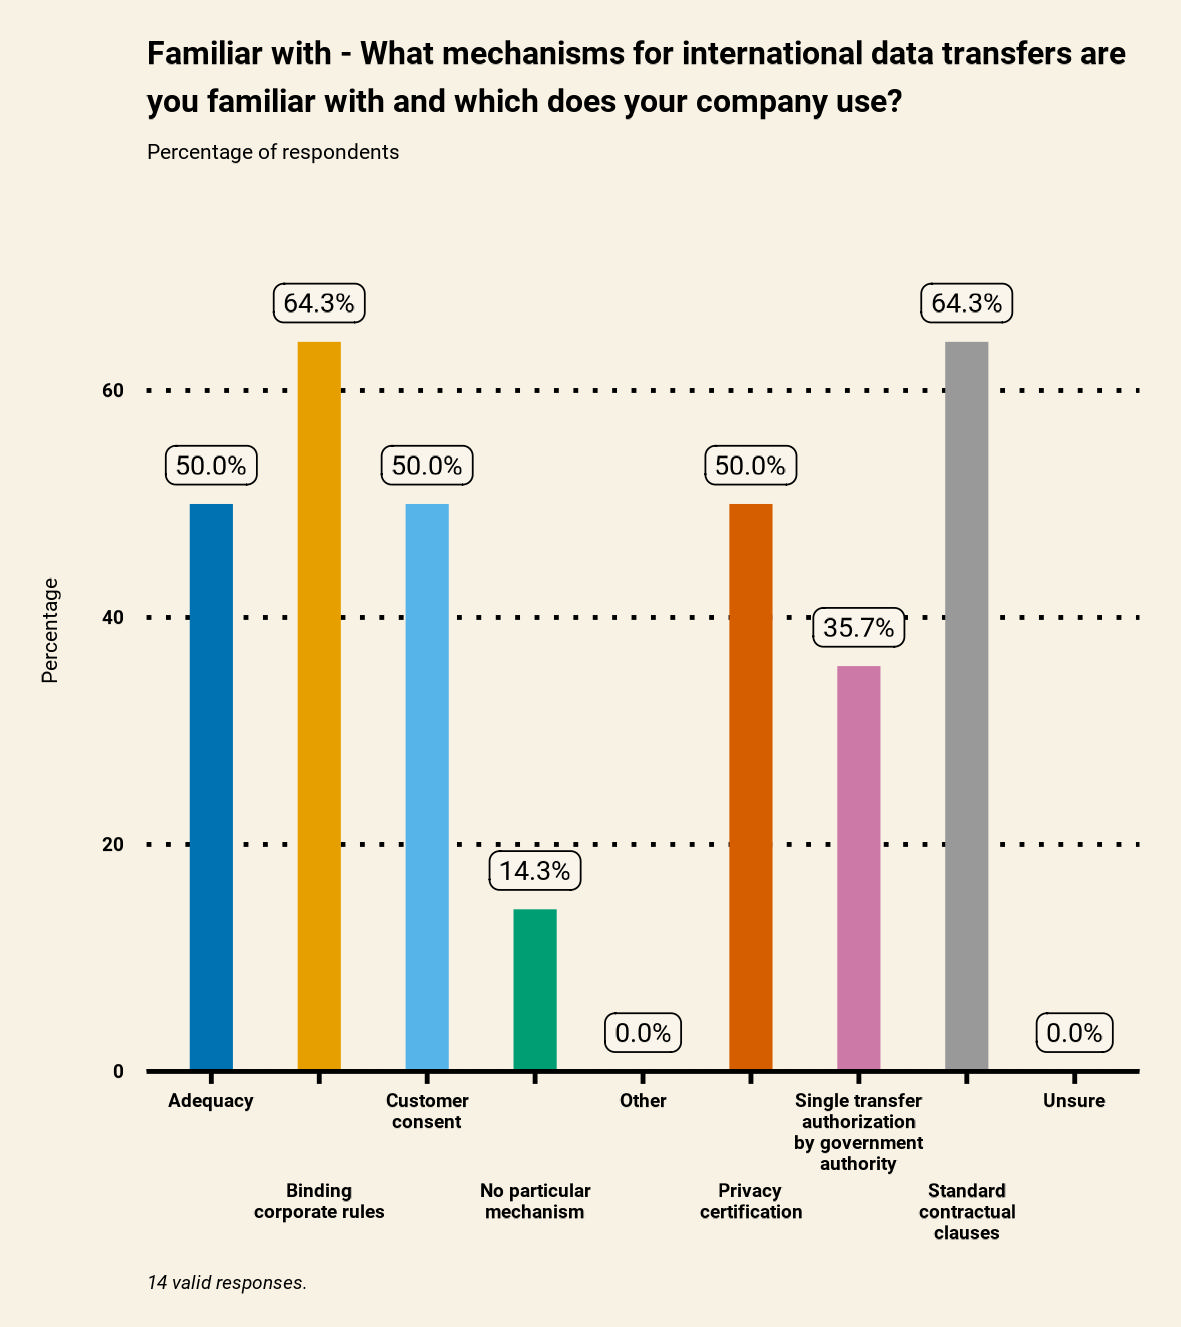 Familiar with - What mechanisms for international data transfers are
you familiar with and which does your company use?
Percentage of respondents
Percentage
60
40
20
0
50.0%
64.3%
50.0%
14.3%
0.0%
50.0%
35.7%
64.3%
0.0%
Adequacy
Binding
corporate rules
Customer
consent
No particular
mechanism
Other
Privacy
certification
Single transfer
authorization
by government
authority
Standard
contractual
clauses
Unsure
14 valid responses.